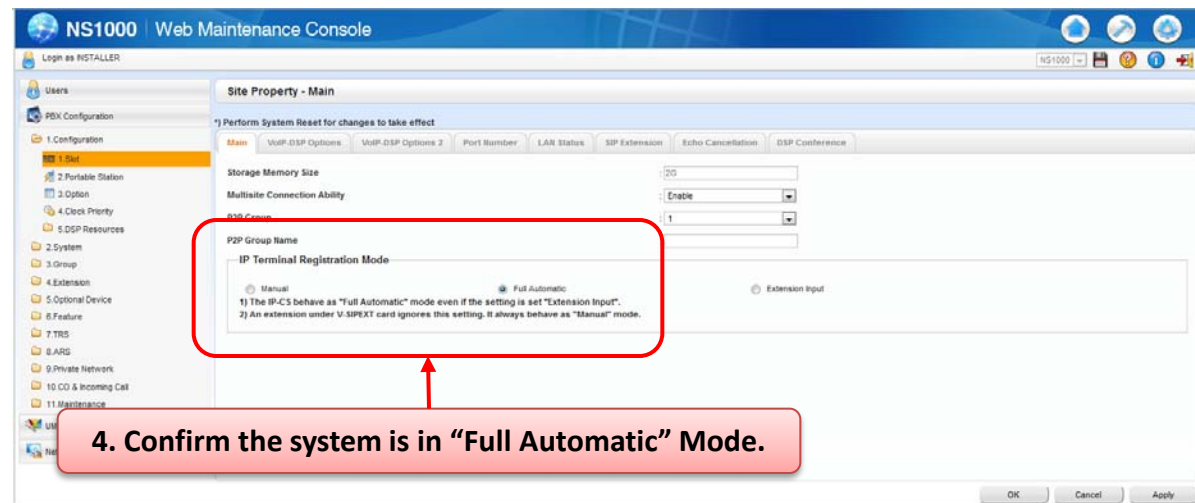 NS1000 Web Maintenance Console
Login as INSTALLER
NS1000
Users
PBX Configuration
1.Configuration
1.Slot
2.Portable Station
3.Option
4.Clock Priority
5.DSP Resources
2.System
3.Group
4.Extension
5.Optional Device
6.Feature
7.TRS
8.ARS
9.Private Network
10.CO & Incoming Call
11.Maintenance
UM
Net
Site Property - Main
*) Perform System Reset for changes to take effect
Main VoIP-DSP Options VoIP-DSP Options 2 Port Number LAN Status SIP Extension Echo Cancellation DSP Conference
Storage Memory Size : 2G
Multisite Connection Ability : Enable
P2P Group : 1
P2P Group Name
IP Terminal Registration Mode
Manual Full Automatic Extension Input
1) The IP-CS behave as "Full Automatic" mode even if the setting is set "Extension Input".
2) An extension under V-SIPEXT card ignores this setting. It always behave as "Manual" mode.
4. Confirm the system is in “Full Automatic” Mode.
OK Cancel Apply